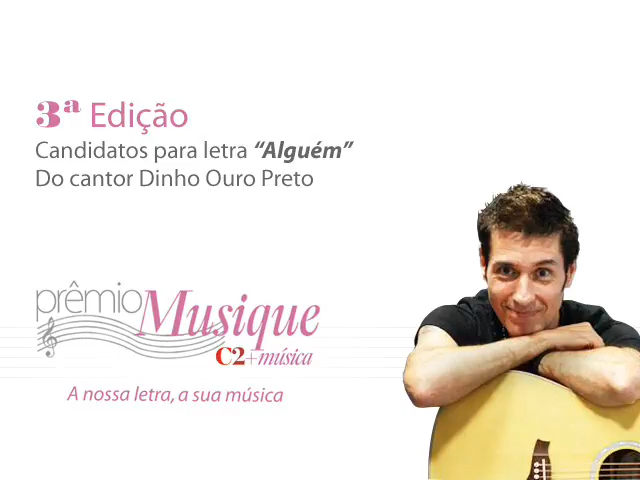 3ª Edição
Candidatos para letra “Alguém”
Do cantor Dinho Ouro Preto
prêmio Musique
C2+música
A nossa letra, a sua música